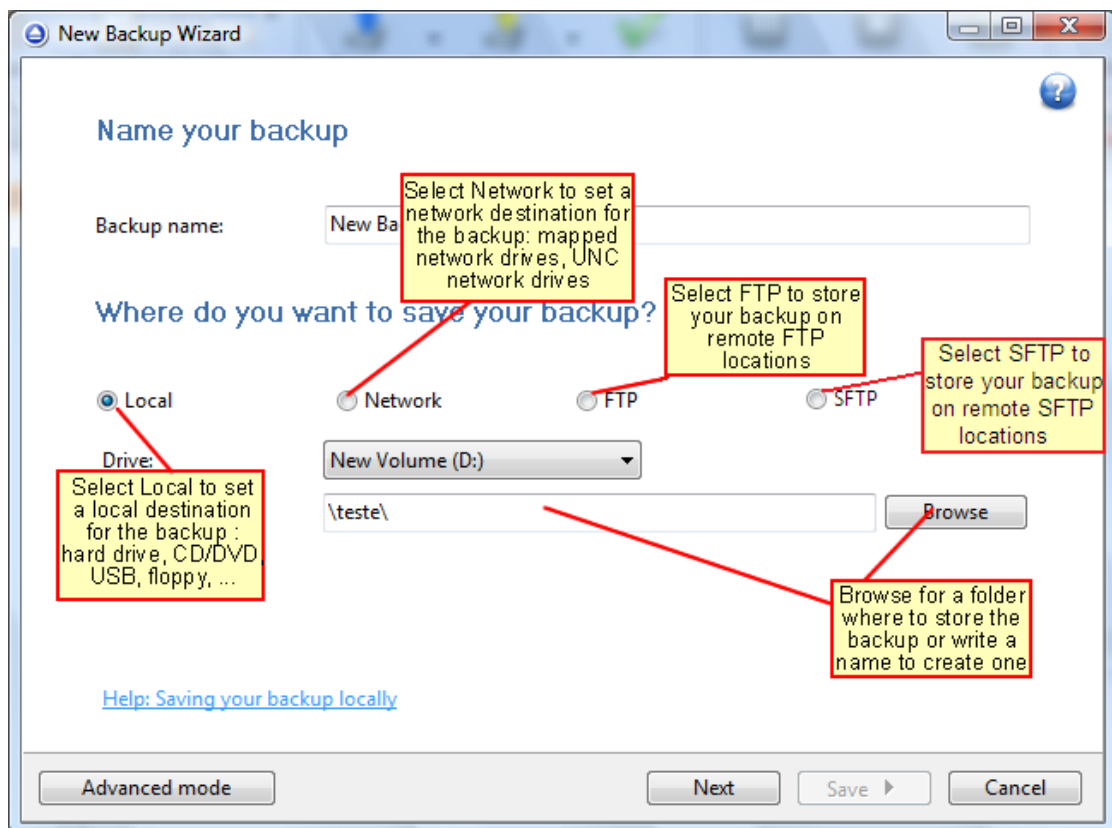 New Backup Wizard
Name your backup
Select Network to set a
network destination for
the backup: mapped
network drives, UNC
network drives
Backup name:
New Ba
Where do you want to save your backup?
Select FTP to store
your backup on
remote FTP
locations
Select SFTP to
store your backup
on remote SFTP
locations
Local
Network
FTP
SFTP
Drive:
New Volume (D:)
Select Local to set
a local destination
for the backup :
hard drive, CD/DVD,
USB, floppy, ...
\teste\
Browse
Browse for a folder
where to store the
backup or write a
name to create one
Help: Saving your backup locally
Advanced mode
Next
Save
Cancel